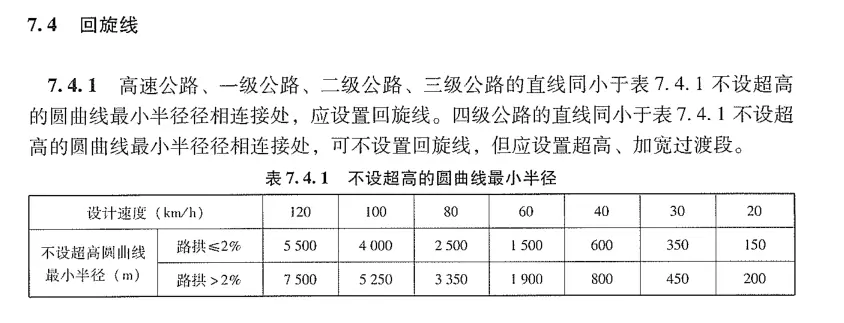 7.4 回旋线
7.4.1 高速公路、一级公路、二级公路、三级公路的直线同小于表 7.4.1 不设超高
的圆曲线最小半径径相连接处，应设置回旋线。四级公路的直线同小于表 7.4.1 不设超
高的圆曲线最小半径径相连接处，可不设置回旋线，但应设置超高、加宽过渡段。
表 7.4.1 不设超高的圆曲线最小半径
设计速度（km/h） 120 100 80 60 40 30 20
不设超高圆曲线最小半径（m） 路拱≤2% 5 500 4 000 2 500 1 500 600 350 150
路拱>2% 7 500 5 250 3 350 1 900 800 450 200